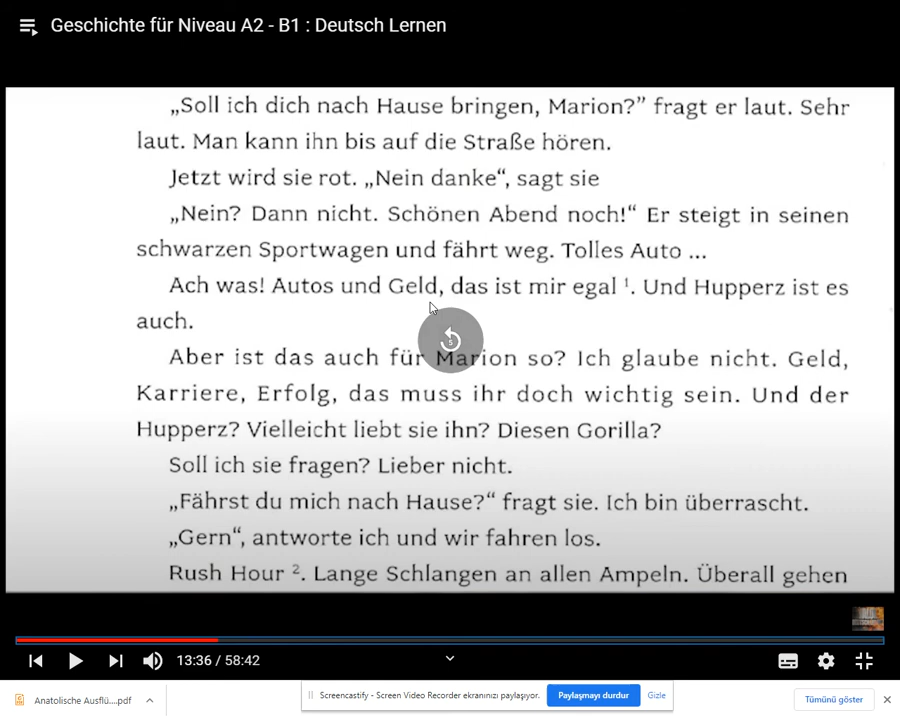 Geschichte für Niveau A2 - B1 : Deutsch Lernen
„Soll ich dich nach Hause bringen, Marion?” fragt er laut. Sehr
laut. Man kann ihn bis auf die Straße hören.
Jetzt wird sie rot. „Nein danke“, sagt sie
„Nein? Dann nicht. Schönen Abend noch!“ Er steigt in seinen
schwarzen Sportwagen und fährt weg. Tolles Auto ...
Ach was! Autos und Geld, das ist mir egal ¹. Und Hupperz ist es
auch.
Aber ist das auch für Marion so? Ich glaube nicht. Geld,
Karriere, Erfolg, das muss ihr doch wichtig sein. Und der
Hupperz? Vielleicht liebt sie ihn? Diesen Gorilla?
Soll ich sie fragen? Lieber nicht.
„Fährst du mich nach Hause?“ fragt sie. Ich bin überrascht.
„Gern“, antworte ich und wir fahren los.
Rush Hour ². Lange Schlangen an allen Ampeln. Überall gehen
5
13:36 / 58:42
Anatolische Ausflü....pdf
Screencastify - Screen Video Recorder ekranınızı paylaşıyor.
Paylaşmayı durdur
Gizle
Tümünü göster